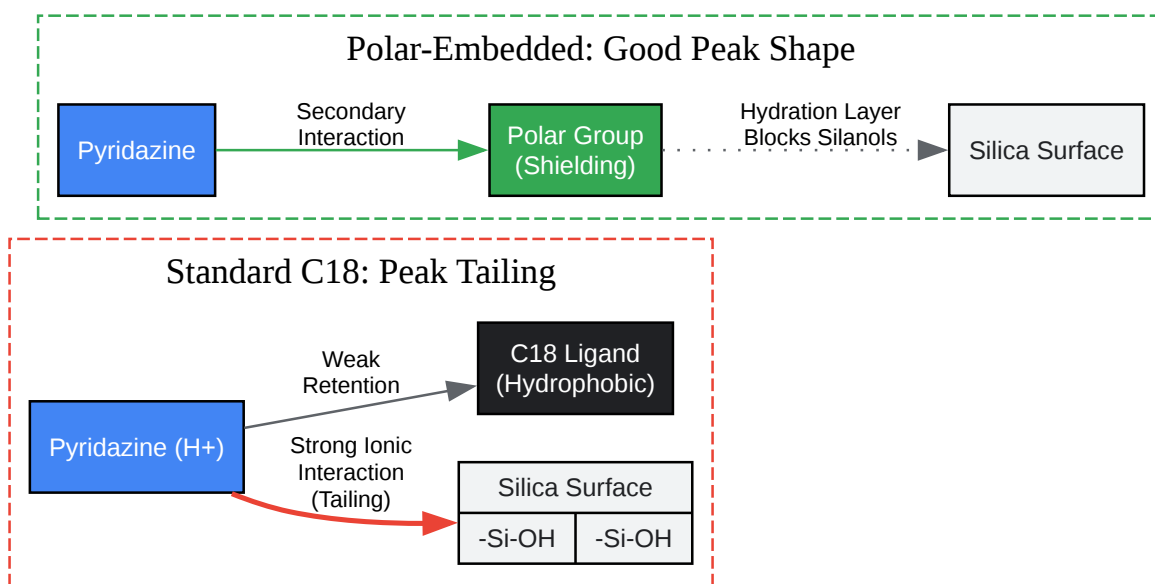 Polar-Embedded: Good Peak Shape
Pyridazine
Secondary
Interaction
Polar Group
(Shielding)
Hydration Layer
Blocks Silanols
Silica Surface
Standard C18: Peak Tailing
Pyridazine (H+)
Weak
Retention
C18 Ligand
(Hydrophobic)
Strong Ionic
Interaction
(Tailing)
Silica Surface
-Si-OH
-Si-OH